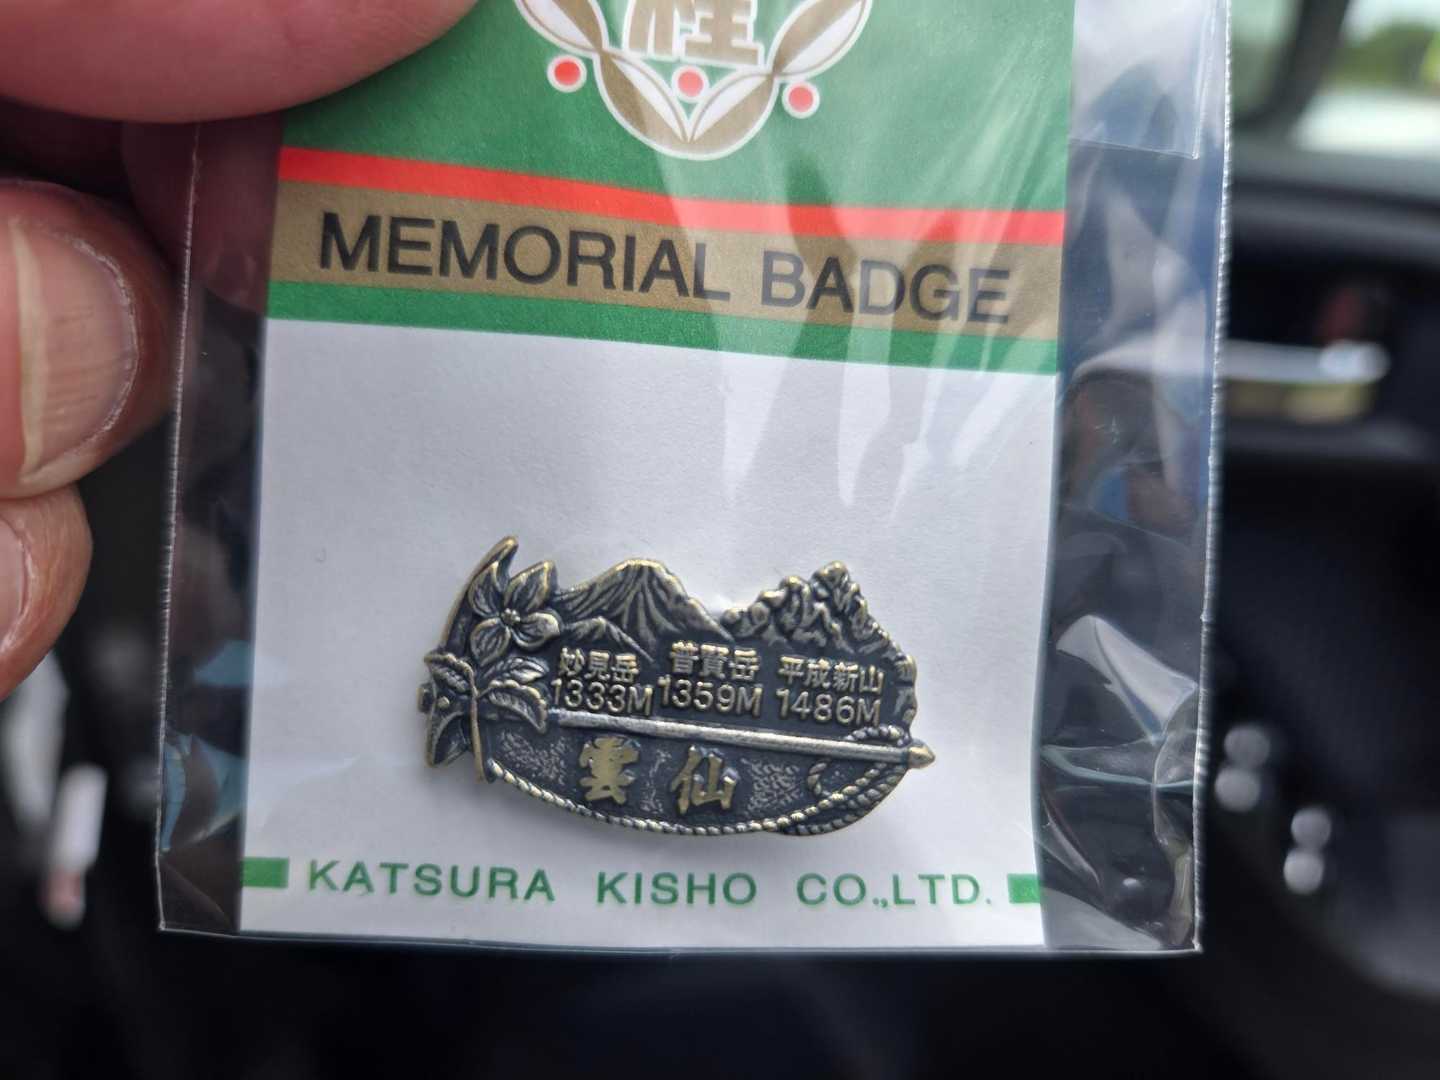 桂
MEMORIAL BADGE
妙見岳 普賢岳 平成新山
1333M 1359M 1486M
雲仙
KATSURA KISHO CO.,LTD.